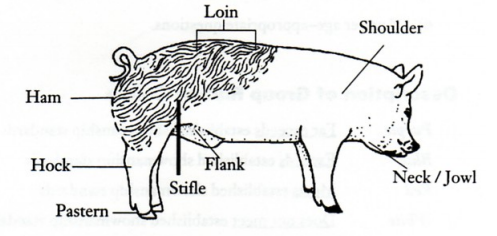 Loin
Shoulder
Ham
Hock
Flank
Neck / Jowl
Stifle
Pastern